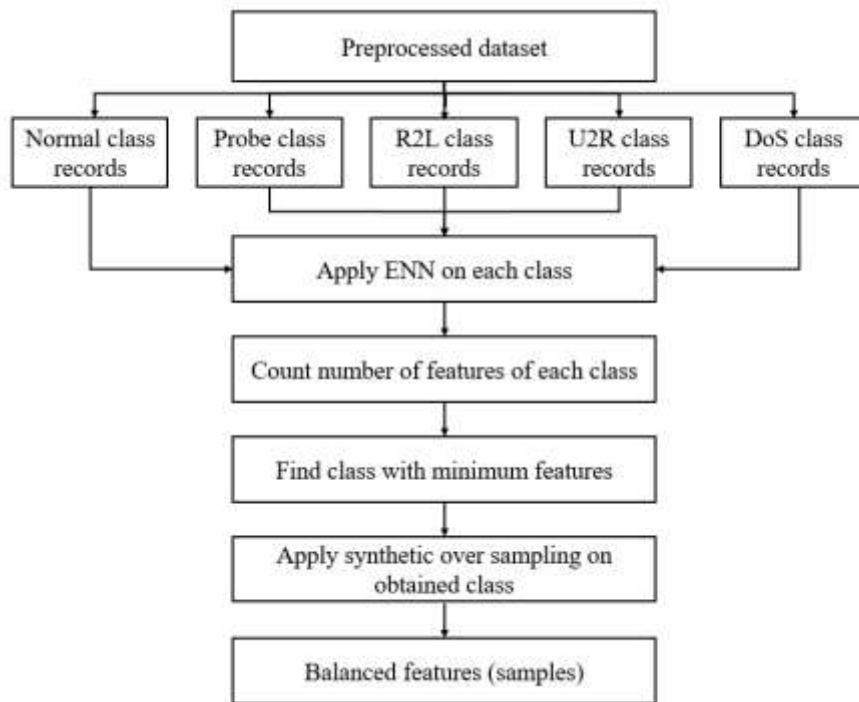 Preprocessed dataset
Normal class
records
Probe class
records
R2L class
records
U2R class
records
DoS class
records
Apply ENN on each class
Count number of features of each class
Find class with minimum features
Apply synthetic over sampling on
obtained class
Balanced features (samples)